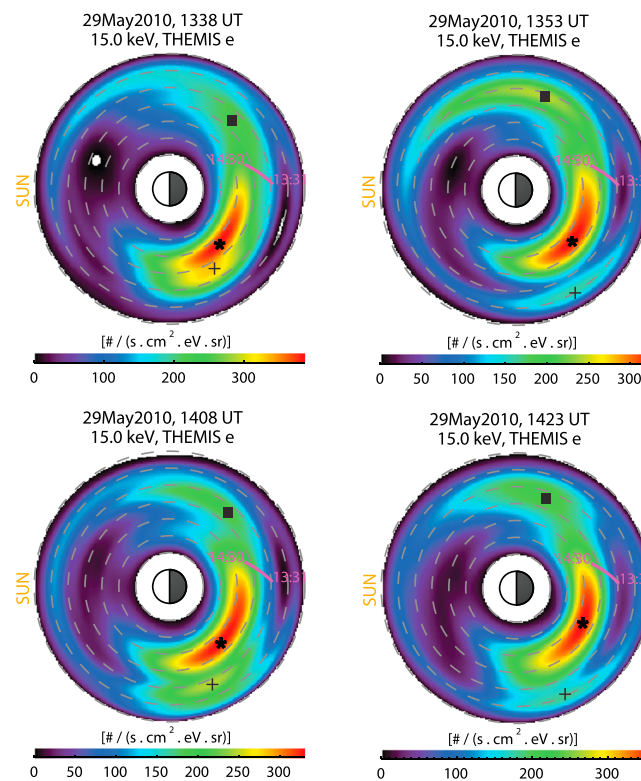 29May2010, 1338 UT
15.0 keV, THEMIS e
29May2010, 1353 UT
15.0 keV, THEMIS e
SUN
14:30
13:31
SUN
14:30
13:31
[# / (s . cm² . eV . sr)]
0 100 200 300
[# / (s . cm² . eV . sr)]
0 50 100 150 200 250 300
29May2010, 1408 UT
15.0 keV, THEMIS e
29May2010, 1423 UT
15.0 keV, THEMIS e
SUN
14:30
13:31
SUN
14:30
[# / (s . cm² . eV . sr)]
0 50 100 150 200 250 300
[# / (s . cm² . eV . sr)]
0 100 200 300